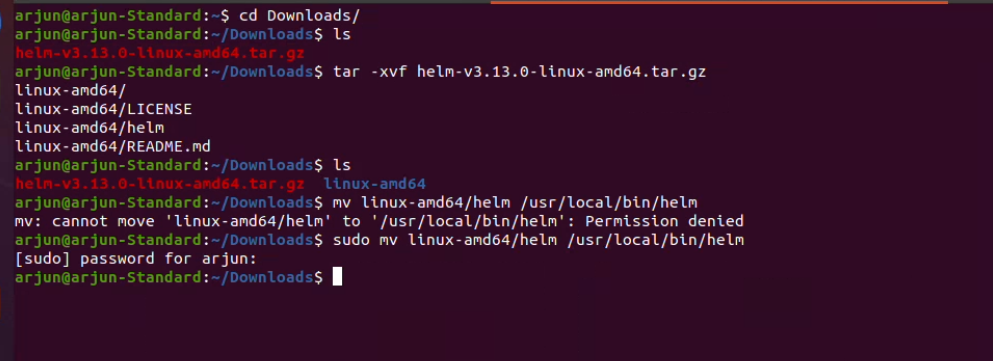 arjun@arjun-Standard:~$ cd Downloads/
arjun@arjun-Standard:~/Downloads$ ls
helm-v3.13.0-linux-amd64.tar.gz
arjun@arjun-Standard:~/Downloads$ tar -xvf helm-v3.13.0-linux-amd64.tar.gz
linux-amd64/
linux-amd64/LICENSE
linux-amd64/helm
linux-amd64/README.md
arjun@arjun-Standard:~/Downloads$ ls
helm-v3.13.0-linux-amd64.tar.gz  linux-amd64
arjun@arjun-Standard:~/Downloads$ mv linux-amd64/helm /usr/local/bin/helm
mv: cannot move 'linux-amd64/helm' to '/usr/local/bin/helm': Permission denied
arjun@arjun-Standard:~/Downloads$ sudo mv linux-amd64/helm /usr/local/bin/helm
[sudo] password for arjun:
arjun@arjun-Standard:~/Downloads$